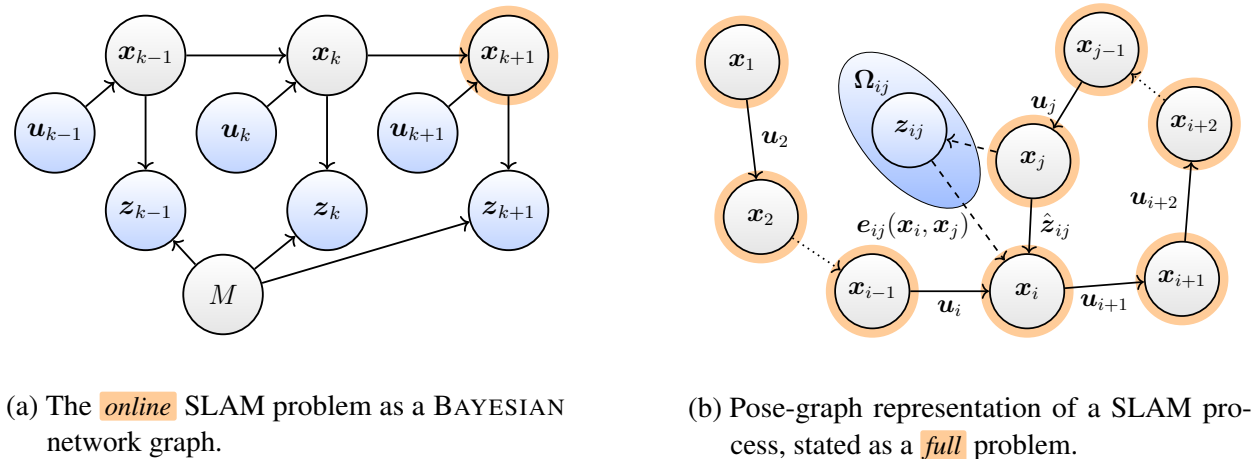 x_{k−1}
x_k
x_{k+1}
u_{k−1}
u_k
u_{k+1}
z_{k−1}
z_k
z_{k+1}
M
(a) The online SLAM problem as a BAYESIAN
network graph.
x_1
u_2
x_2
x_{i−1}
u_i
x_i
u_{i+1}
x_{i+1}
u_{i+2}
x_{i+2}
x_{j−1}
u_j
x_j
ẑ_{ij}
Ω_{ij}
z_{ij}
e_{ij}(x_i, x_j)
(b) Pose-graph representation of a SLAM pro-
cess, stated as a full problem.